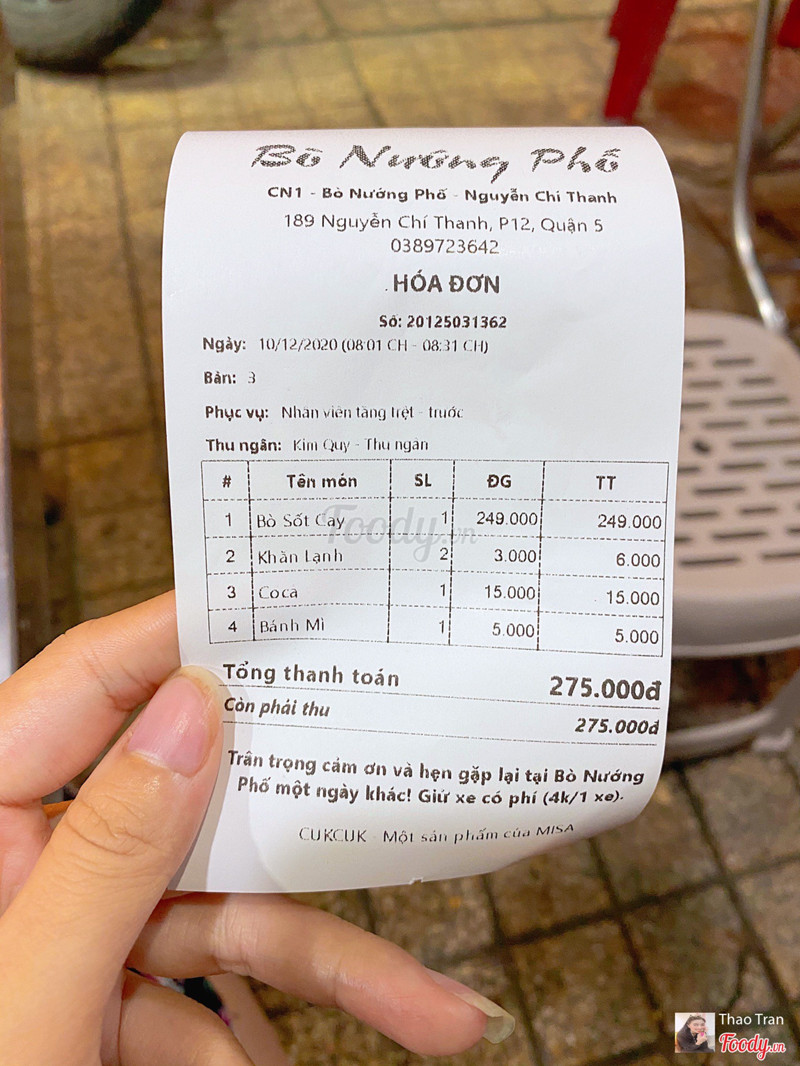 Bò Nướng Phố
CN1 - Bò Nướng Phố - Nguyễn Chí Thanh
189 Nguyễn Chí Thanh, P12, Quận 5
0389723642
HÓA ĐƠN
Số: 20125031362
Ngày: 10/12/2020 (08:01 CH - 08:31 CH)
Bàn: 3
Phục vụ: Nhân viên tầng trệt - trước
Thu ngân: Kim Quy - Thu ngân
# Tên món SL ĐG TT
1 Bò Sốt Cay 1 249.000 249.000
2 Khăn Lạnh 2 3.000 6.000
3 Coca 1 15.000 15.000
4 Bánh Mì 1 5.000 5.000
Tổng thanh toán 275.000đ
Còn phải thu 275.000đ
Trân trọng cảm ơn và hẹn gặp lại tại Bò Nướng
Phố một ngày khác! Giữ xe có phí (4k/1 xe).
CUKCUK - Một sản phẩm của MISA
Foody.vn
Thao Tran
Foody.vn